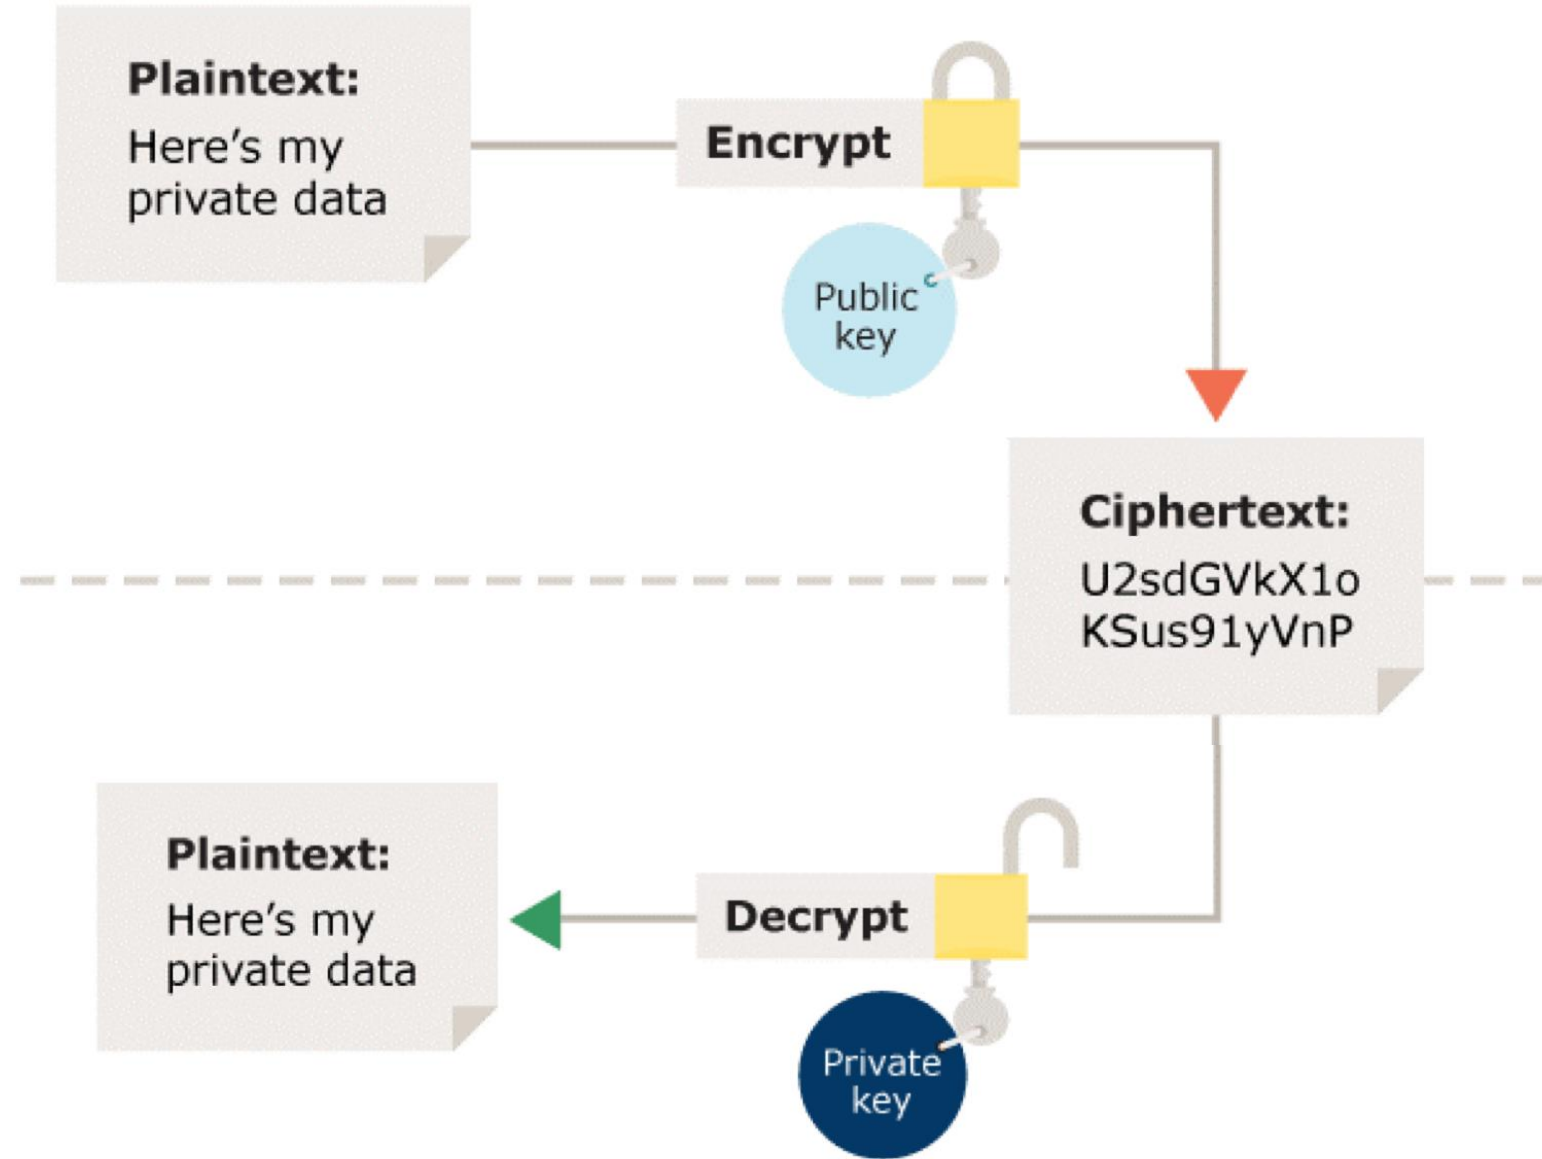 Plaintext:
Here’s my
private data
Encrypt
Public
key
Ciphertext:
U2sdGVkX1o
KSus91yVnP
Plaintext:
Here’s my
private data
Decrypt
Private
key